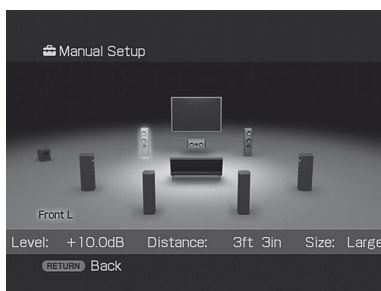 Manual Setup
Front L
Level: +10.0dB Distance: 3ft 3in Size: Large
RETURN Back